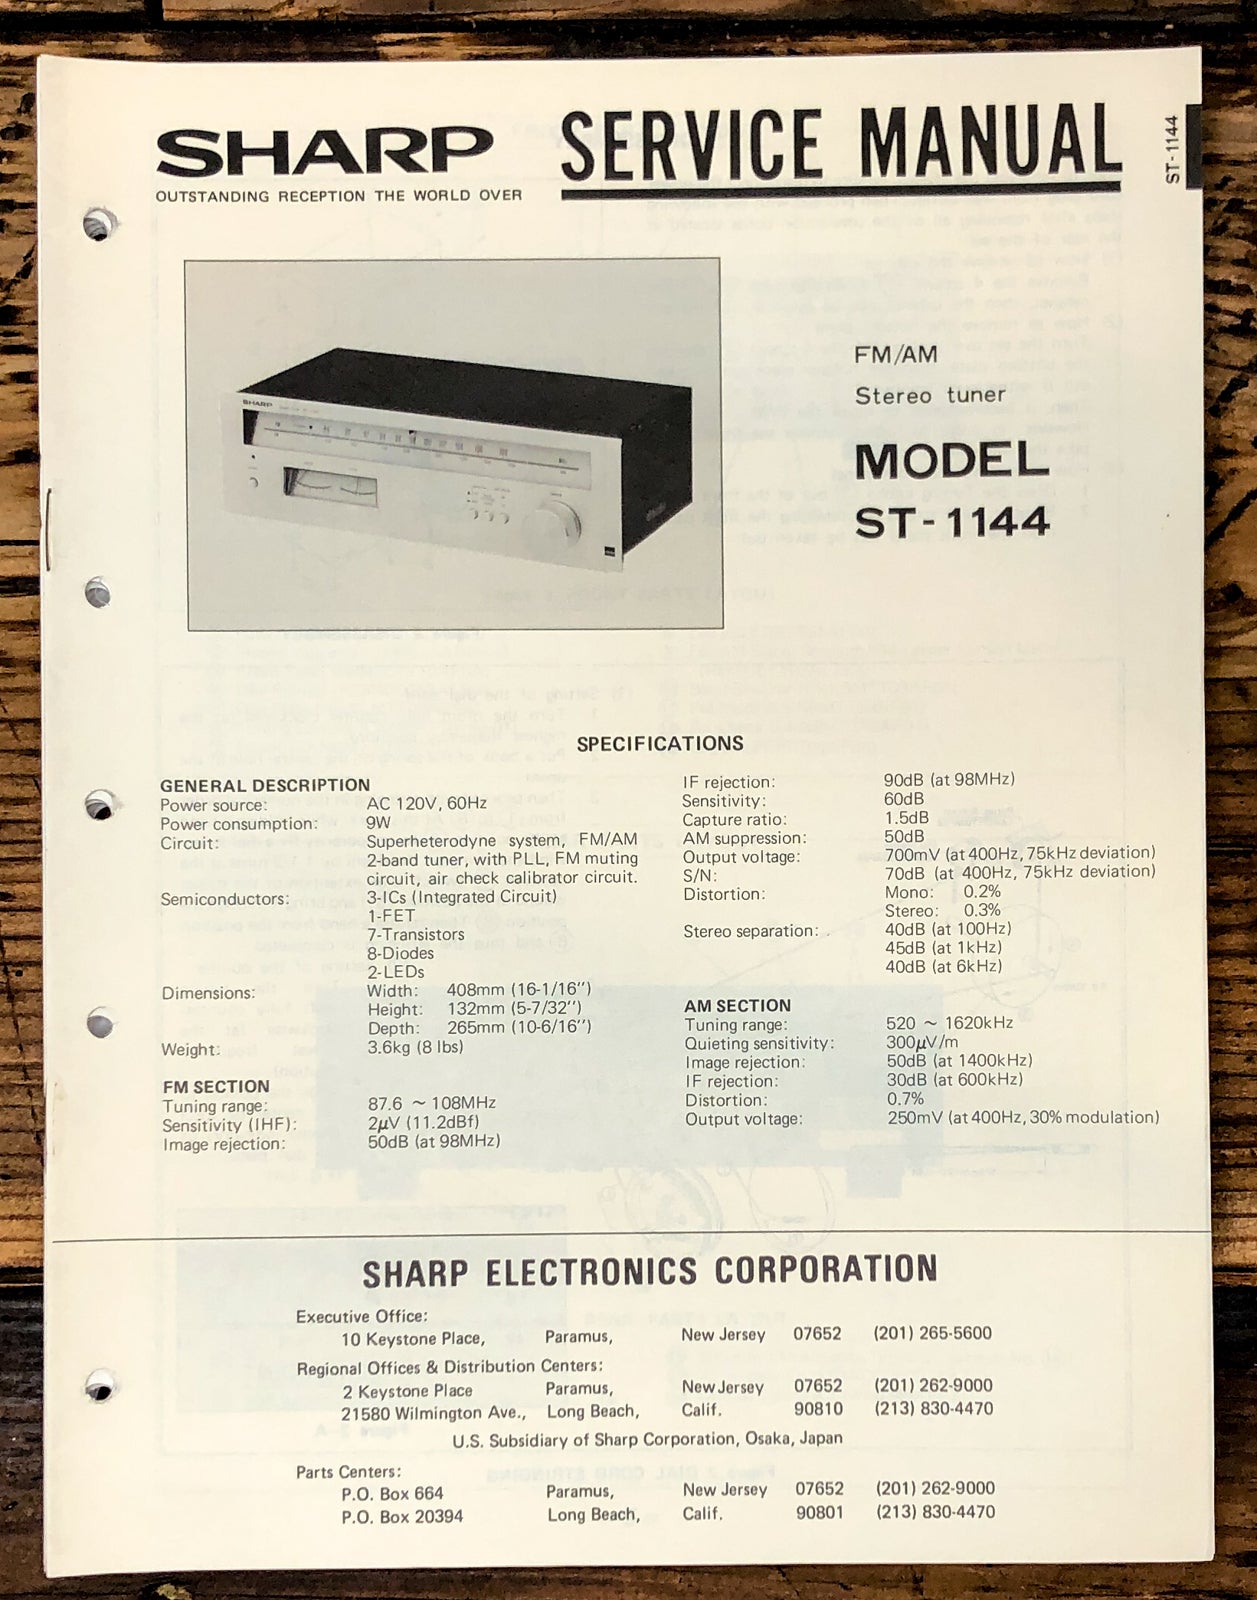 SHARP
OUTSTANDING RECEPTION THE WORLD OVER
SERVICE MANUAL
ST-1144
SHARP
FM/AM
Stereo tuner
MODEL
ST-1144
SPECIFICATIONS
GENERAL DESCRIPTION
Power source: AC 120V, 60Hz
Power consumption: 9W
Circuit: Superheterodyne system, FM/AM
2-band tuner, with PLL, FM muting
circuit, air check calibrator circuit.
Semiconductors: 3-ICs (Integrated Circuit)
1-FET
7-Transistors
8-Diodes
2-LEDs
Dimensions: Width: 408mm (16-1/16")
Height: 132mm (5-7/32")
Depth: 265mm (10-6/16")
Weight: 3.6kg (8 lbs)
FM SECTION
Tuning range: 87.6 ~ 108MHz
Sensitivity (IHF): 2μV (11.2dBf)
Image rejection: 50dB (at 98MHz)
IF rejection: 90dB (at 98MHz)
Sensitivity: 60dB
Capture ratio: 1.5dB
AM suppression: 50dB
Output voltage: 700mV (at 400Hz, 75kHz deviation)
S/N: 70dB (at 400Hz, 75kHz deviation)
Distortion: Mono: 0.2%
Stereo: 0.3%
Stereo separation: 40dB (at 100Hz)
45dB (at 1kHz)
40dB (at 6kHz)
AM SECTION
Tuning range: 520 ~ 1620kHz
Quieting sensitivity: 300μV/m
Image rejection: 50dB (at 1400kHz)
IF rejection: 30dB (at 600kHz)
Distortion: 0.7%
Output voltage: 250mV (at 400Hz, 30% modulation)
SHARP ELECTRONICS CORPORATION
Executive Office:
10 Keystone Place, Paramus, New Jersey 07652 (201) 265-5600
Regional Offices & Distribution Centers:
2 Keystone Place Paramus, New Jersey 07652 (201) 262-9000
21580 Wilmington Ave., Long Beach, Calif. 90810 (213) 830-4470
U.S. Subsidiary of Sharp Corporation, Osaka, Japan
Parts Centers:
P.O. Box 664 Paramus, New Jersey 07652 (201) 262-9000
P.O. Box 20394 Long Beach, Calif. 90801 (213) 830-4470